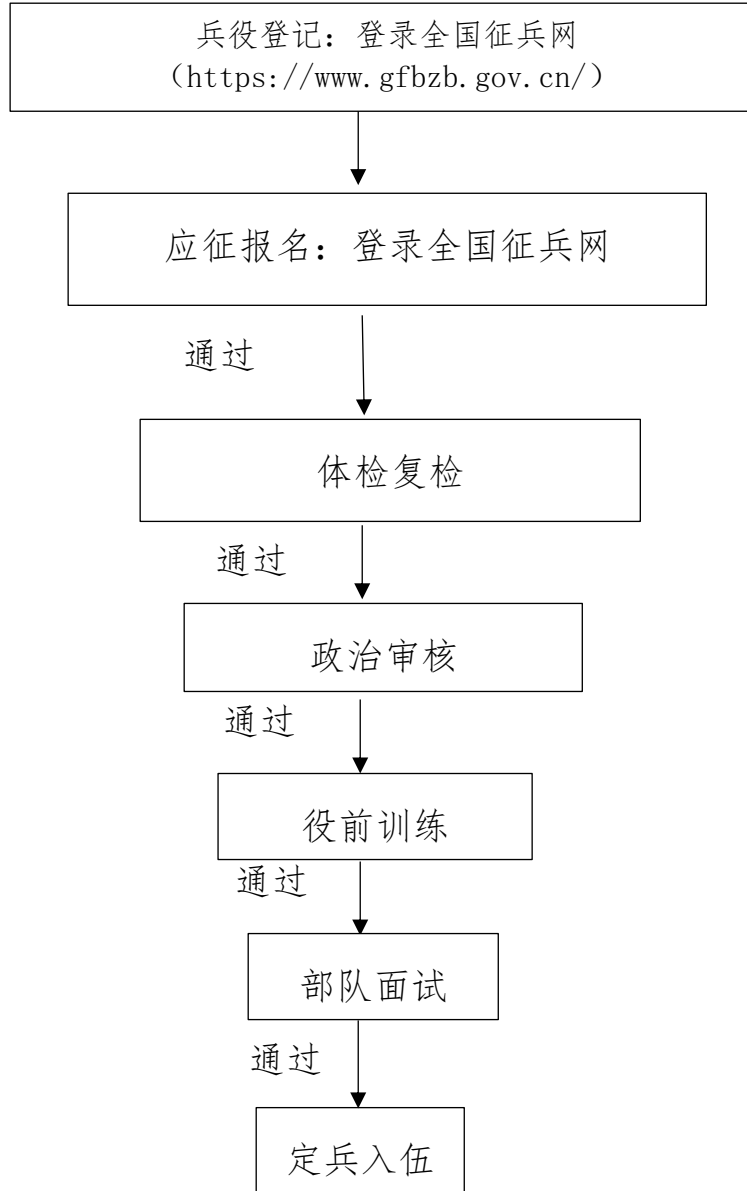 兵役登记：登录全国征兵网
（https://www.gfbzb.gov.cn/）
应征报名：登录全国征兵网
通过
体检复检
通过
政治审核
通过
役前训练
通过
部队面试
通过
定兵入伍